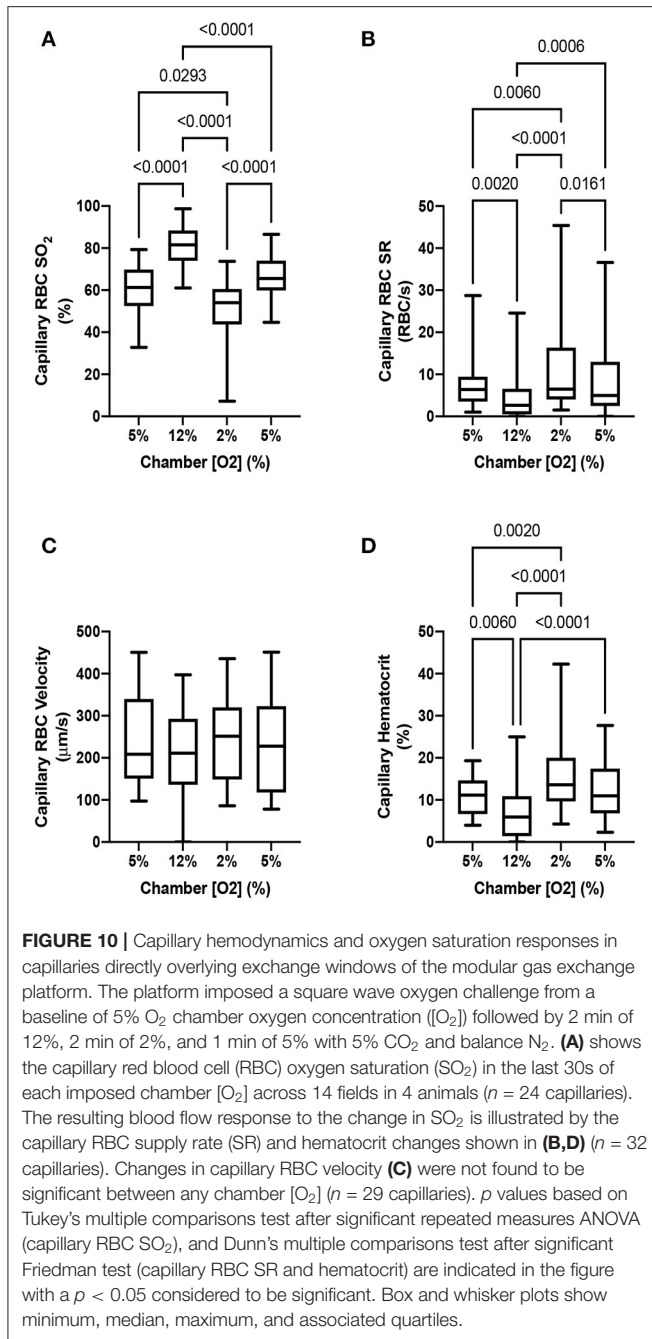 A
<0.0001
0.0293
<0.0001
<0.0001
<0.0001
100
80
60
40
20
0
Capillary RBC SO2
(%)
5%
12%
2%
5%
Chamber [O2] (%)
B
0.0006
0.0060
<0.0001
0.0020
0.0161
50
40
30
20
10
0
Capillary RBC SR
(RBC/s)
5%
12%
2%
5%
Chamber [O2] (%)
C
500
400
300
200
100
0
Capillary RBC Velocity
(μm/s)
5%
12%
2%
5%
Chamber [O2] (%)
D
0.0020
<0.0001
0.0060
<0.0001
50
40
30
20
10
0
Capillary Hematocrit
(%)
5%
12%
2%
5%
Chamber [O2] (%)
FIGURE 10 | Capillary hemodynamics and oxygen saturation responses in
capillaries directly overlying exchange windows of the modular gas exchange
platform. The platform imposed a square wave oxygen challenge from a
baseline of 5% O2 chamber oxygen concentration ([O2]) followed by 2 min of
12%, 2 min of 2%, and 1 min of 5% with 5% CO2 and balance N2. (A) shows
the capillary red blood cell (RBC) oxygen saturation (SO2) in the last 30s of
each imposed chamber [O2] across 14 fields in 4 animals (n = 24 capillaries).
The resulting blood flow response to the change in SO2 is illustrated by the
capillary RBC supply rate (SR) and hematocrit changes shown in (B,D) (n = 32
capillaries). Changes in capillary RBC velocity (C) were not found to be
significant between any chamber [O2] (n = 29 capillaries). p values based on
Tukey's multiple comparisons test after significant repeated measures ANOVA
(capillary RBC SO2), and Dunn's multiple comparisons test after significant
Friedman test (capillary RBC SR and hematocrit) are indicated in the figure
with a p < 0.05 considered to be significant. Box and whisker plots show
minimum, median, maximum, and associated quartiles.